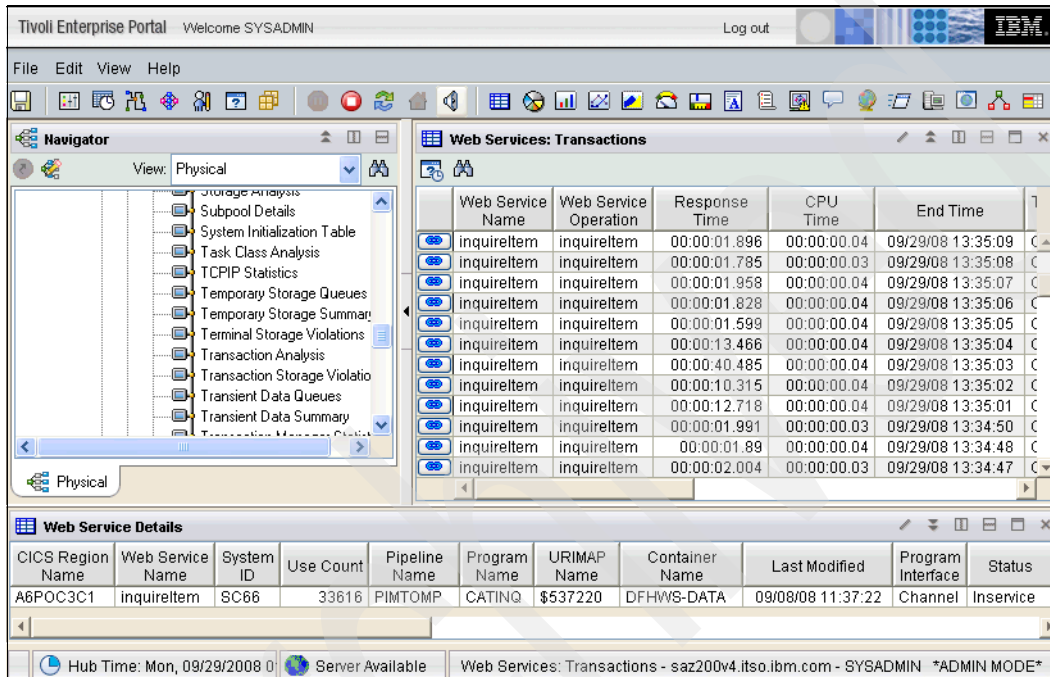 Tivoli Enterprise Portal Welcome SYSADMIN Log out IBM.
File Edit View Help
Navigator
View: Physical
Storage Analysis
Subpool Details
System Initialization Table
Task Class Analysis
TCPIP Statistics
Temporary Storage Queues
Temporary Storage Summar
Terminal Storage Violations
Transaction Analysis
Transaction Storage Violatio
Transient Data Queues
Transient Data Summary
Physical
Web Services: Transactions
Web Service Name Web Service Operation Response Time CPU Time End Time T
inquireItem inquireItem 00:00:01.896 00:00:00.04 09/29/08 13:35:09
inquireItem inquireItem 00:00:01.785 00:00:00.03 09/29/08 13:35:08
inquireItem inquireItem 00:00:01.958 00:00:00.04 09/29/08 13:35:07
inquireItem inquireItem 00:00:01.828 00:00:00.04 09/29/08 13:35:06
inquireItem inquireItem 00:00:01.599 00:00:00.04 09/29/08 13:35:05
inquireItem inquireItem 00:00:13.466 00:00:00.04 09/29/08 13:35:04
inquireItem inquireItem 00:00:40.485 00:00:00.04 09/29/08 13:35:03
inquireItem inquireItem 00:00:10.315 00:00:00.04 09/29/08 13:35:02
inquireItem inquireItem 00:00:12.718 00:00:00.04 09/29/08 13:35:01
inquireItem inquireItem 00:00:01.991 00:00:00.03 09/29/08 13:34:50
inquireItem inquireItem 00:00:01.89 00:00:00.04 09/29/08 13:34:48
inquireItem inquireItem 00:00:02.004 00:00:00.03 09/29/08 13:34:47
Web Service Details
CICS Region Name Web Service Name System ID Use Count Pipeline Name Program Name URIMAP Name Container Name Last Modified Program Interface Status
A6POC3C1 inquireItem SC66 33616 PIMTOMP CATINQ $537220 DFHWS-DATA 09/08/08 11:37:22 Channel Inservice
Hub Time: Mon, 09/29/2008 0 Server Available Web Services: Transactions - saz200v4.itso.ibm.com - SYSADMIN *ADMIN MODE*